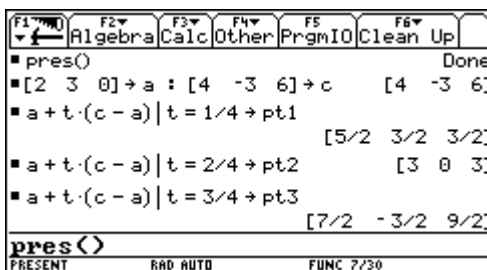 F1 F2 F3 F4 F5 F6
Algebra Calc Other PrgmIO Clean Up
▪ pres() Done
▪ [2 3 0]→a : [4 -3 6]→c [4 -3 6]
▪ a + t·(c - a)|t = 1/4→pt1
[5/2 3/2 3/2]
▪ a + t·(c - a)|t = 2/4→pt2 [3 0 3]
▪ a + t·(c - a)|t = 3/4→pt3
[7/2 -3/2 9/2]
pres()
PRESENT RAD AUTO FUNC 7/30